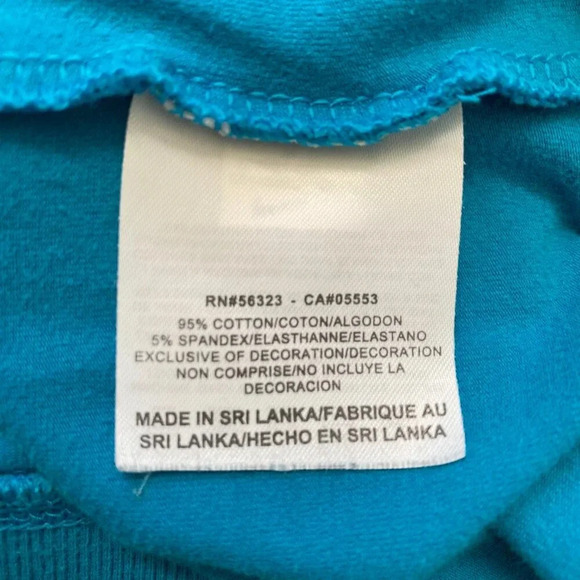 RN#56323 - CA#05553
95% COTTON/COTON/ALGODON
5% SPANDEX/ELASTHANNE/ELASTANO
EXCLUSIVE OF DECORATION/DECORATION
NON COMPRISE/NO INCLUYE LA
DECORACION
MADE IN SRI LANKA/FABRIQUE AU
SRI LANKA/HECHO EN SRI LANKA